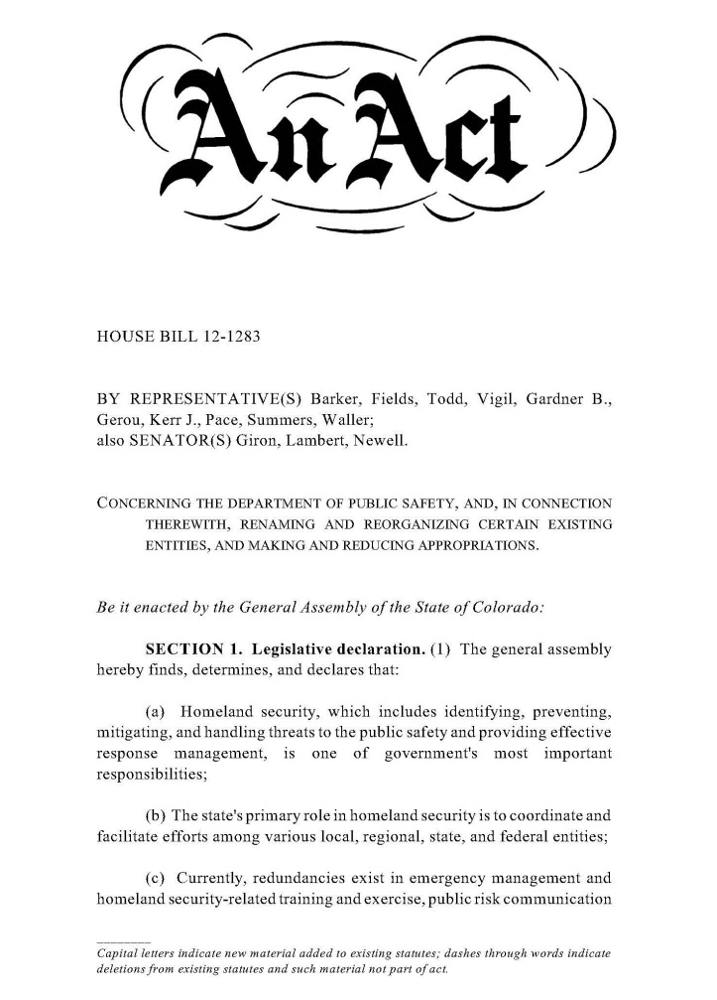 An Act
HOUSE BILL 12-1283
BY REPRESENTATIVE(S) Barker, Fields, Todd, Vigil, Gardner B.,
Gerou, Kerr J., Pace, Summers, Waller;
also SENATOR(S) Giron, Lambert, Newell.
CONCERNING THE DEPARTMENT OF PUBLIC SAFETY, AND, IN CONNECTION
THEREWITH, RENAMING AND REORGANIZING CERTAIN EXISTING
ENTITIES, AND MAKING AND REDUCING APPROPRIATIONS.
Be it enacted by the General Assembly of the State of Colorado:
SECTION 1. Legislative declaration. (1) The general assembly
hereby finds, determines, and declares that:
(a) Homeland security, which includes identifying, preventing,
mitigating, and handling threats to the public safety and providing effective
response management, is one of government's most important
responsibilities;
(b) The state's primary role in homeland security is to coordinate and
facilitate efforts among various local, regional, state, and federal entities;
(c) Currently, redundancies exist in emergency management and
homeland security-related training and exercise, public risk communication
Capital letters indicate new material added to existing statutes; dashes through words indicate
deletions from existing statutes and such material not part of act.